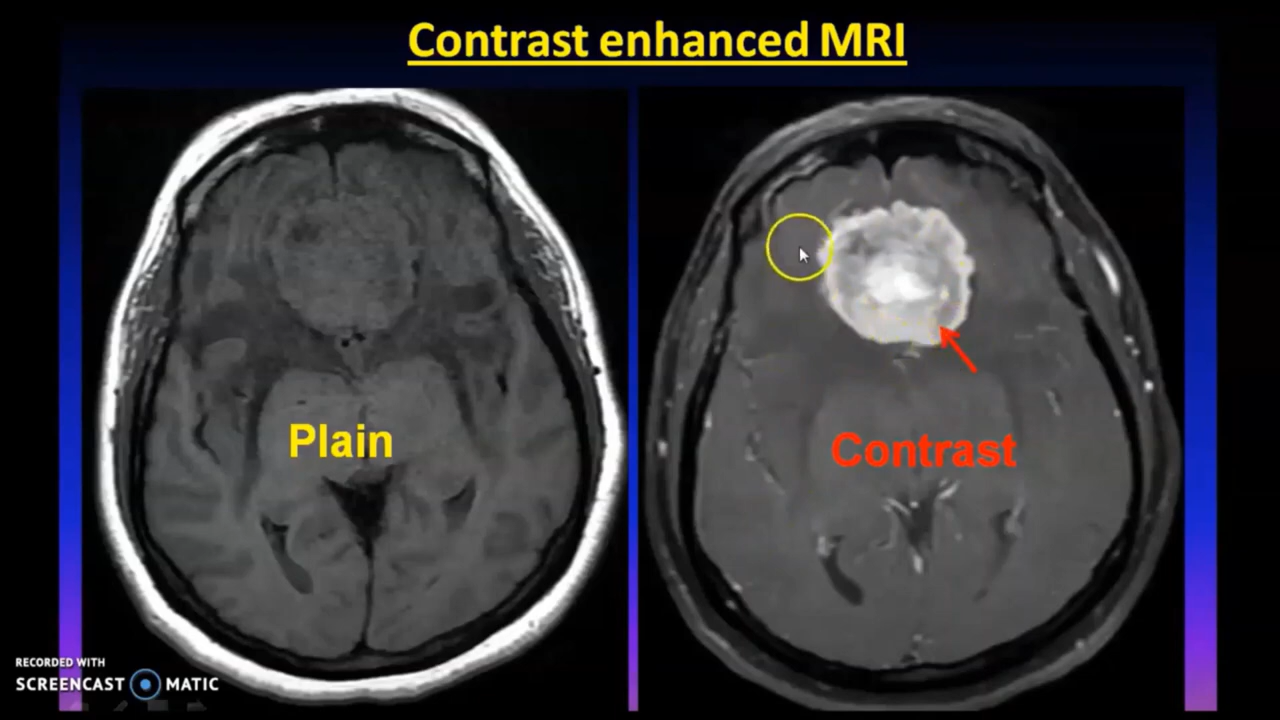 Contrast enhanced MRI
Plain
Contrast
RECORDED WITH
SCREENCAST MATIC